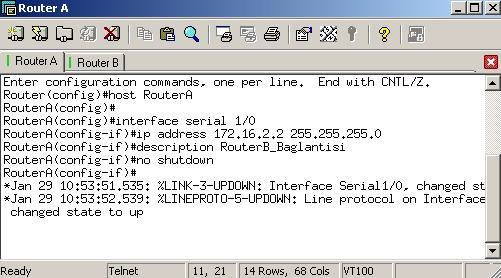 Router A
Router A
Router B
Enter configuration commands, one per line.  End with CNTL/Z.
Router(config)#host RouterA
RouterA(config)#
RouterA(config)#interface serial 1/0
RouterA(config-if)#ip address 172.16.2.2 255.255.255.0
RouterA(config-if)#description RouterB_Baglantisi
RouterA(config-if)#no shutdown
RouterA(config-if)#
*Jan 29 10:53:51.535: %LINK-3-UPDOWN: Interface Serial1/0, changed st
*Jan 29 10:53:52.539: %LINEPROTO-5-UPDOWN: Line protocol on Interface
changed state to up
Ready
Telnet
11, 21
14 Rows, 68 Cols
VT100